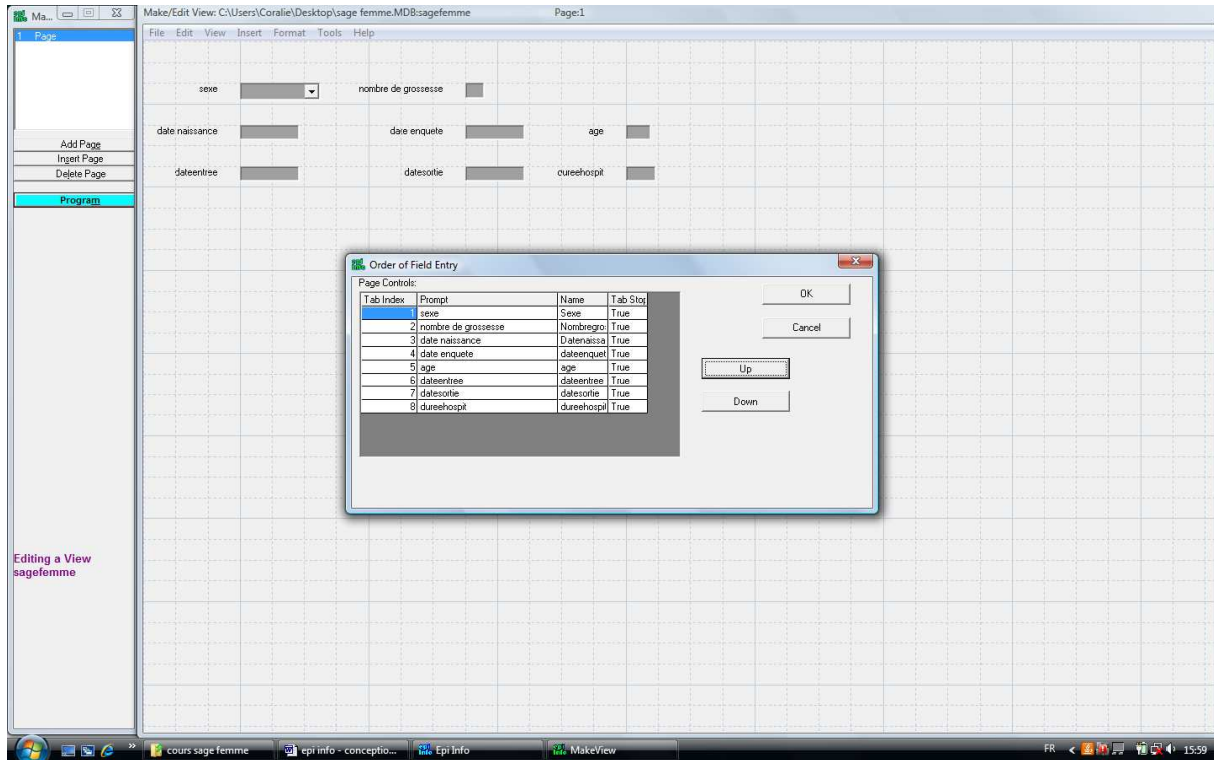 Ma...
Make/Edit View: C:\Users\Coralie\Desktop\sage femme.MDB:sagefemme Page:1
1 Page
File Edit View Insert Format Tools Help
sexe nombre de grossesse
date naissance date enquete age
dateentree datesortie dureehospit
Add Page
Insert Page
Delete Page
Program
Order of Field Entry
Page Controls:
Tab Index Prompt Name Tab Stop
1 sexe Sexe True
2 nombre de grossesse Nombregro True
3 date naissance Datenaissa True
4 date enquete dateenquet True
5 age age True
6 dateentree dateentree True
7 datesortie datesortie True
8 dureehospit dureehospit True
OK
Cancel
Up
Down
Editing a View
sagefemme
cours sage femme epi info - conceptio... Epi Info MakeView FR 15:59